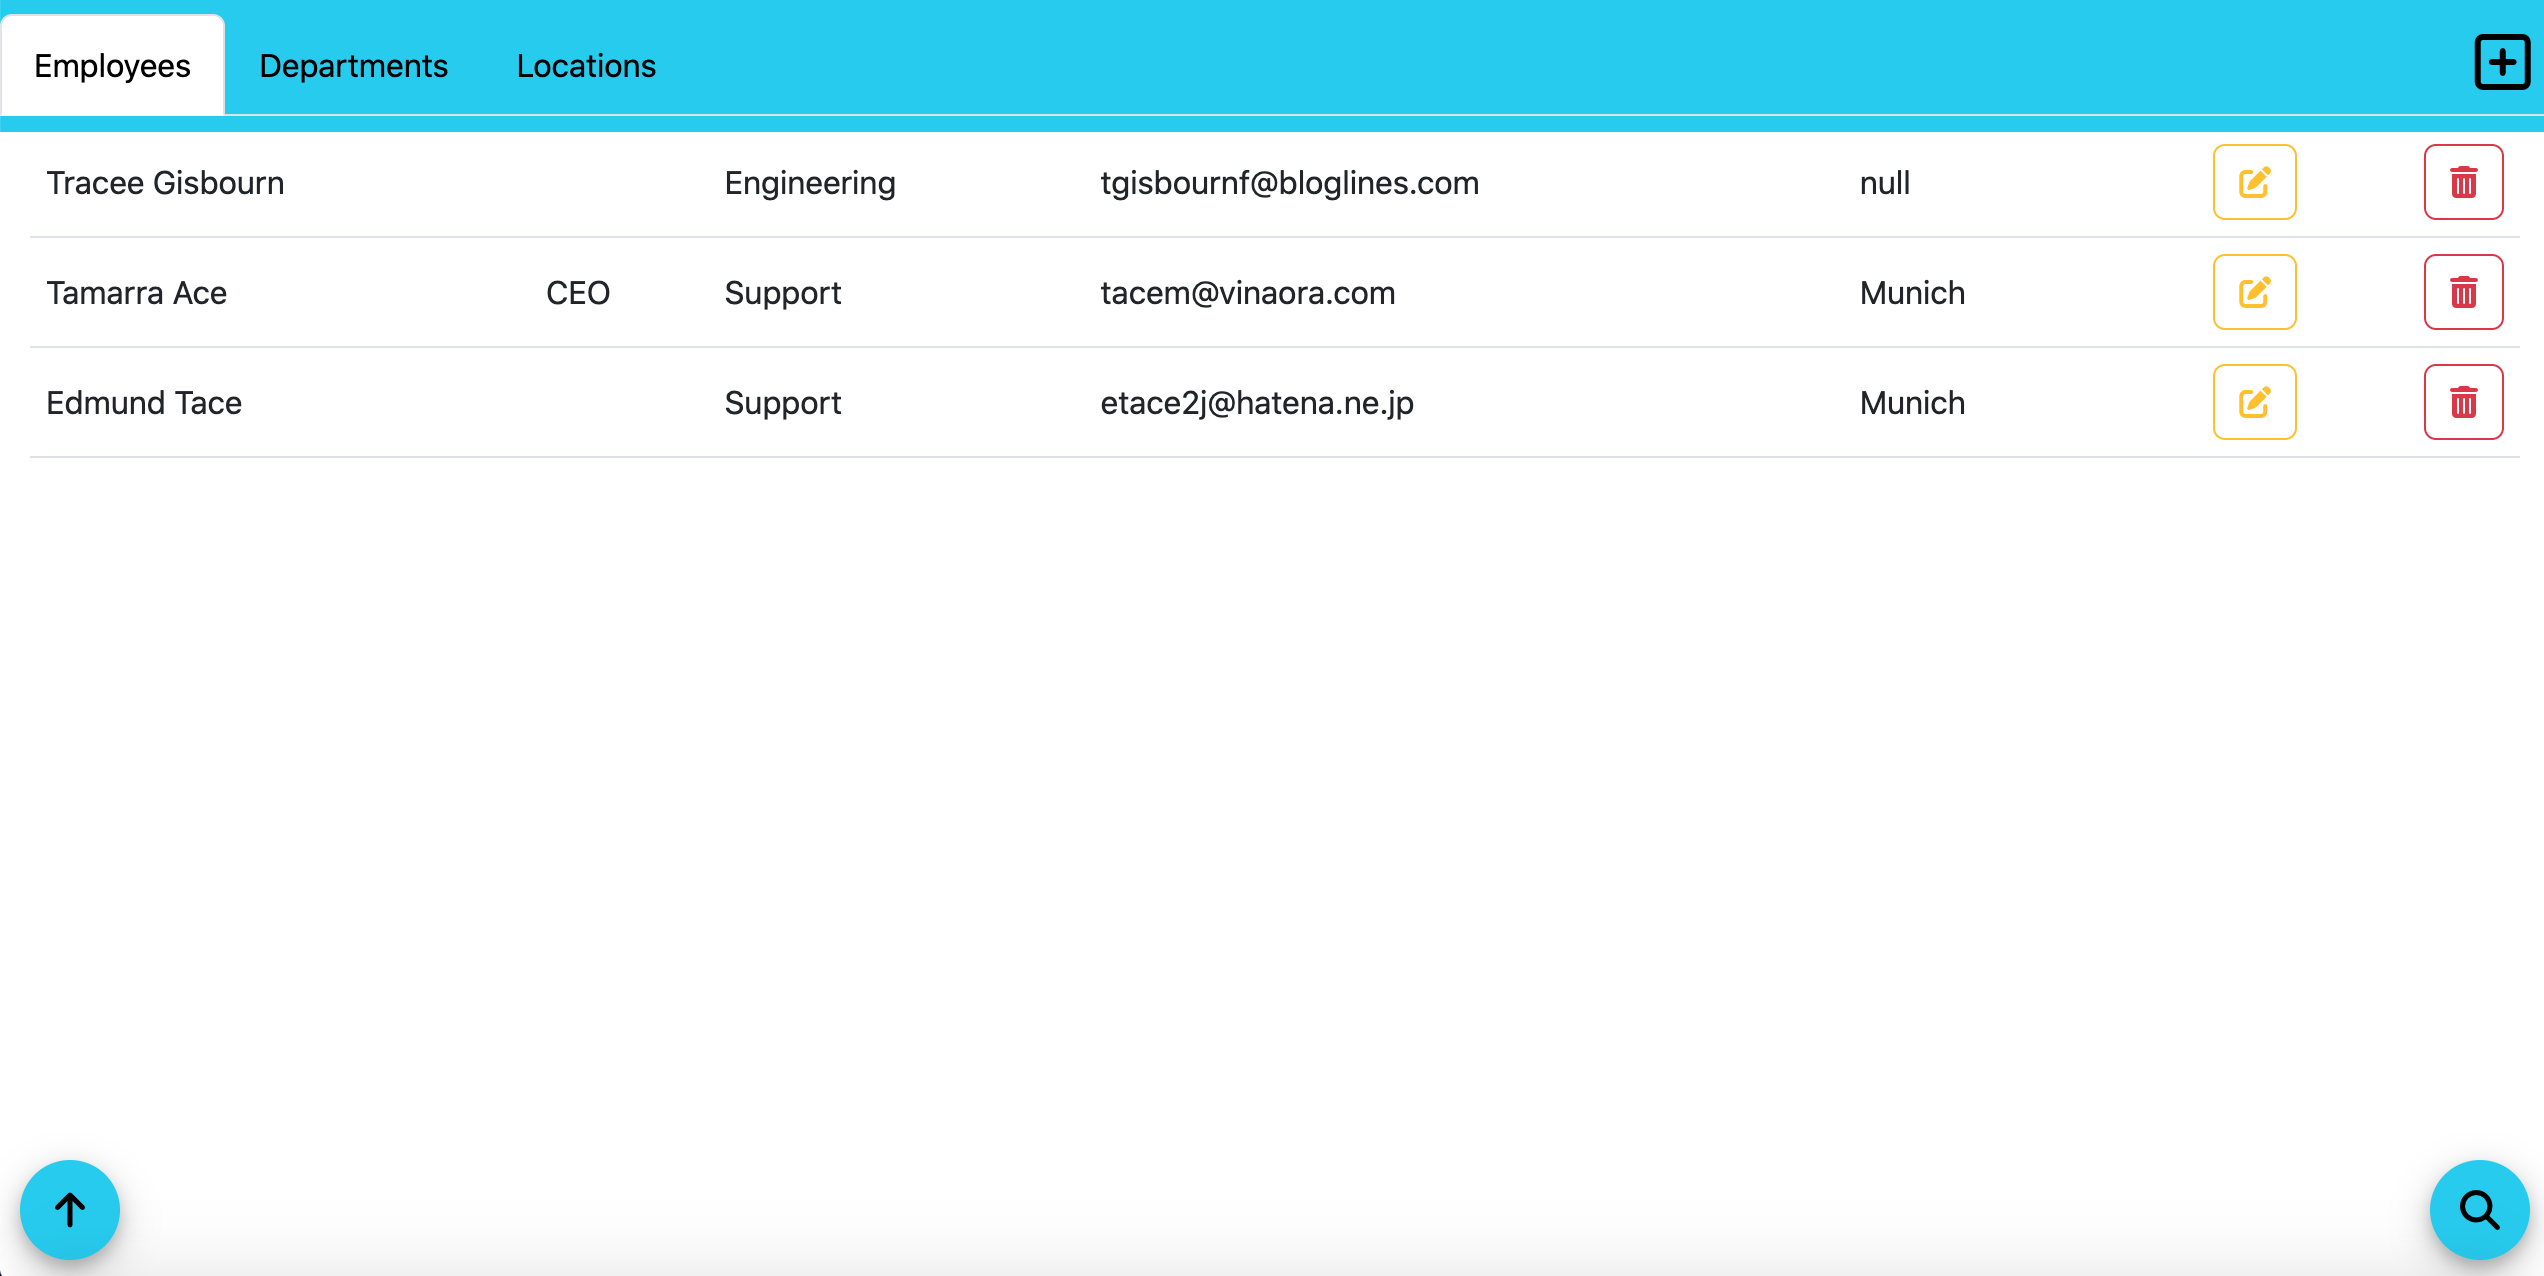 Employees Departments Locations
Tracee Gisbourn Engineering tgisbournf@bloglines.com null
Tamarra Ace CEO Support tacem@vinaora.com Munich
Edmund Tace Support etace2j@hatena.ne.jp Munich